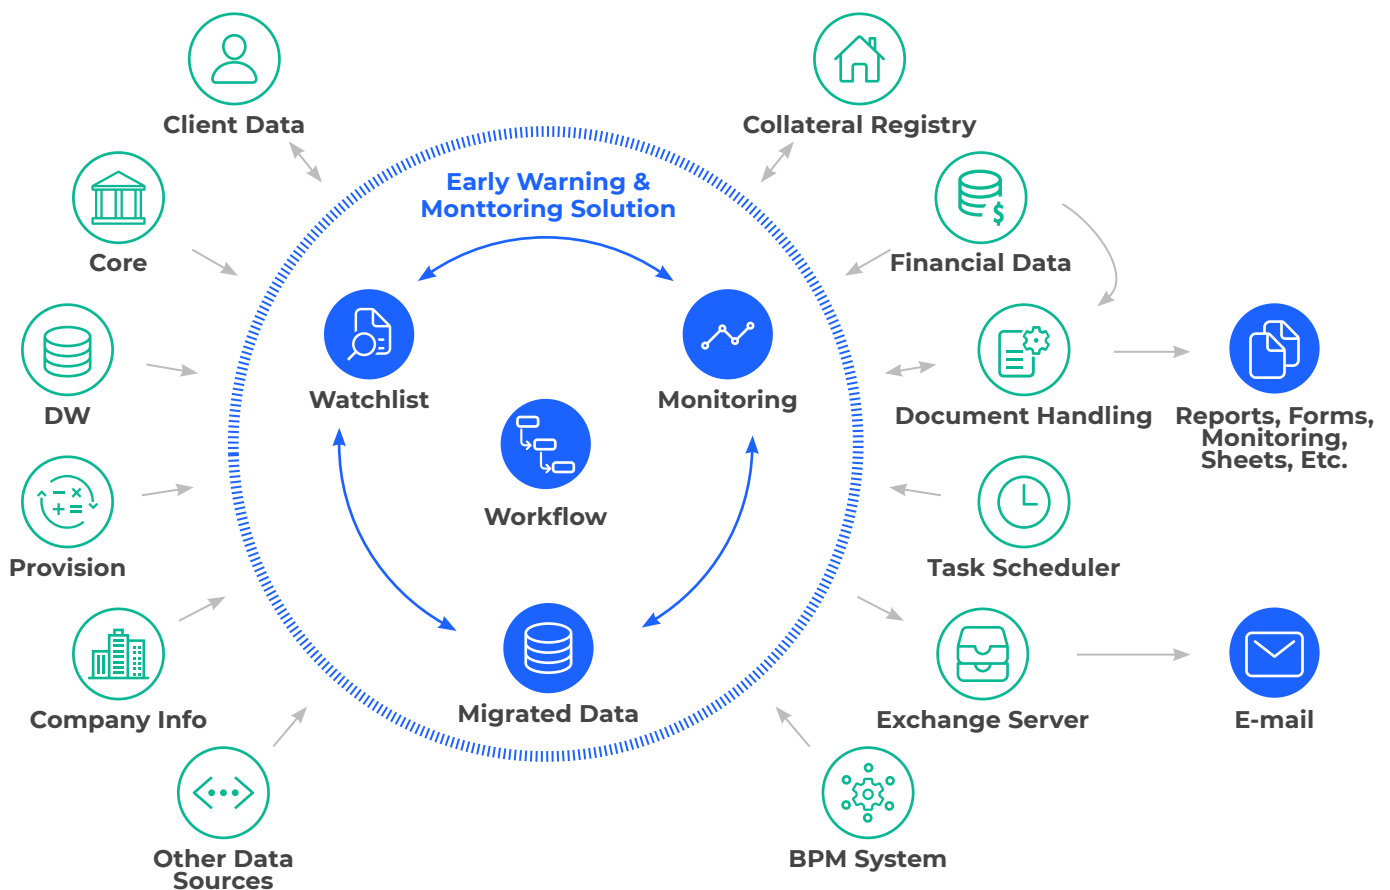 Client Data
Collateral Registry
Early Warning &
Monttoring Solution
Core
Financial Data
Watchlist
Monitoring
DW
Document Handling
Reports, Forms,
Monitoring,
Sheets, Etc.
Workflow
Provision
Task Scheduler
Migrated Data
Company Info
Exchange Server
E-mail
Other Data
Sources
BPM System